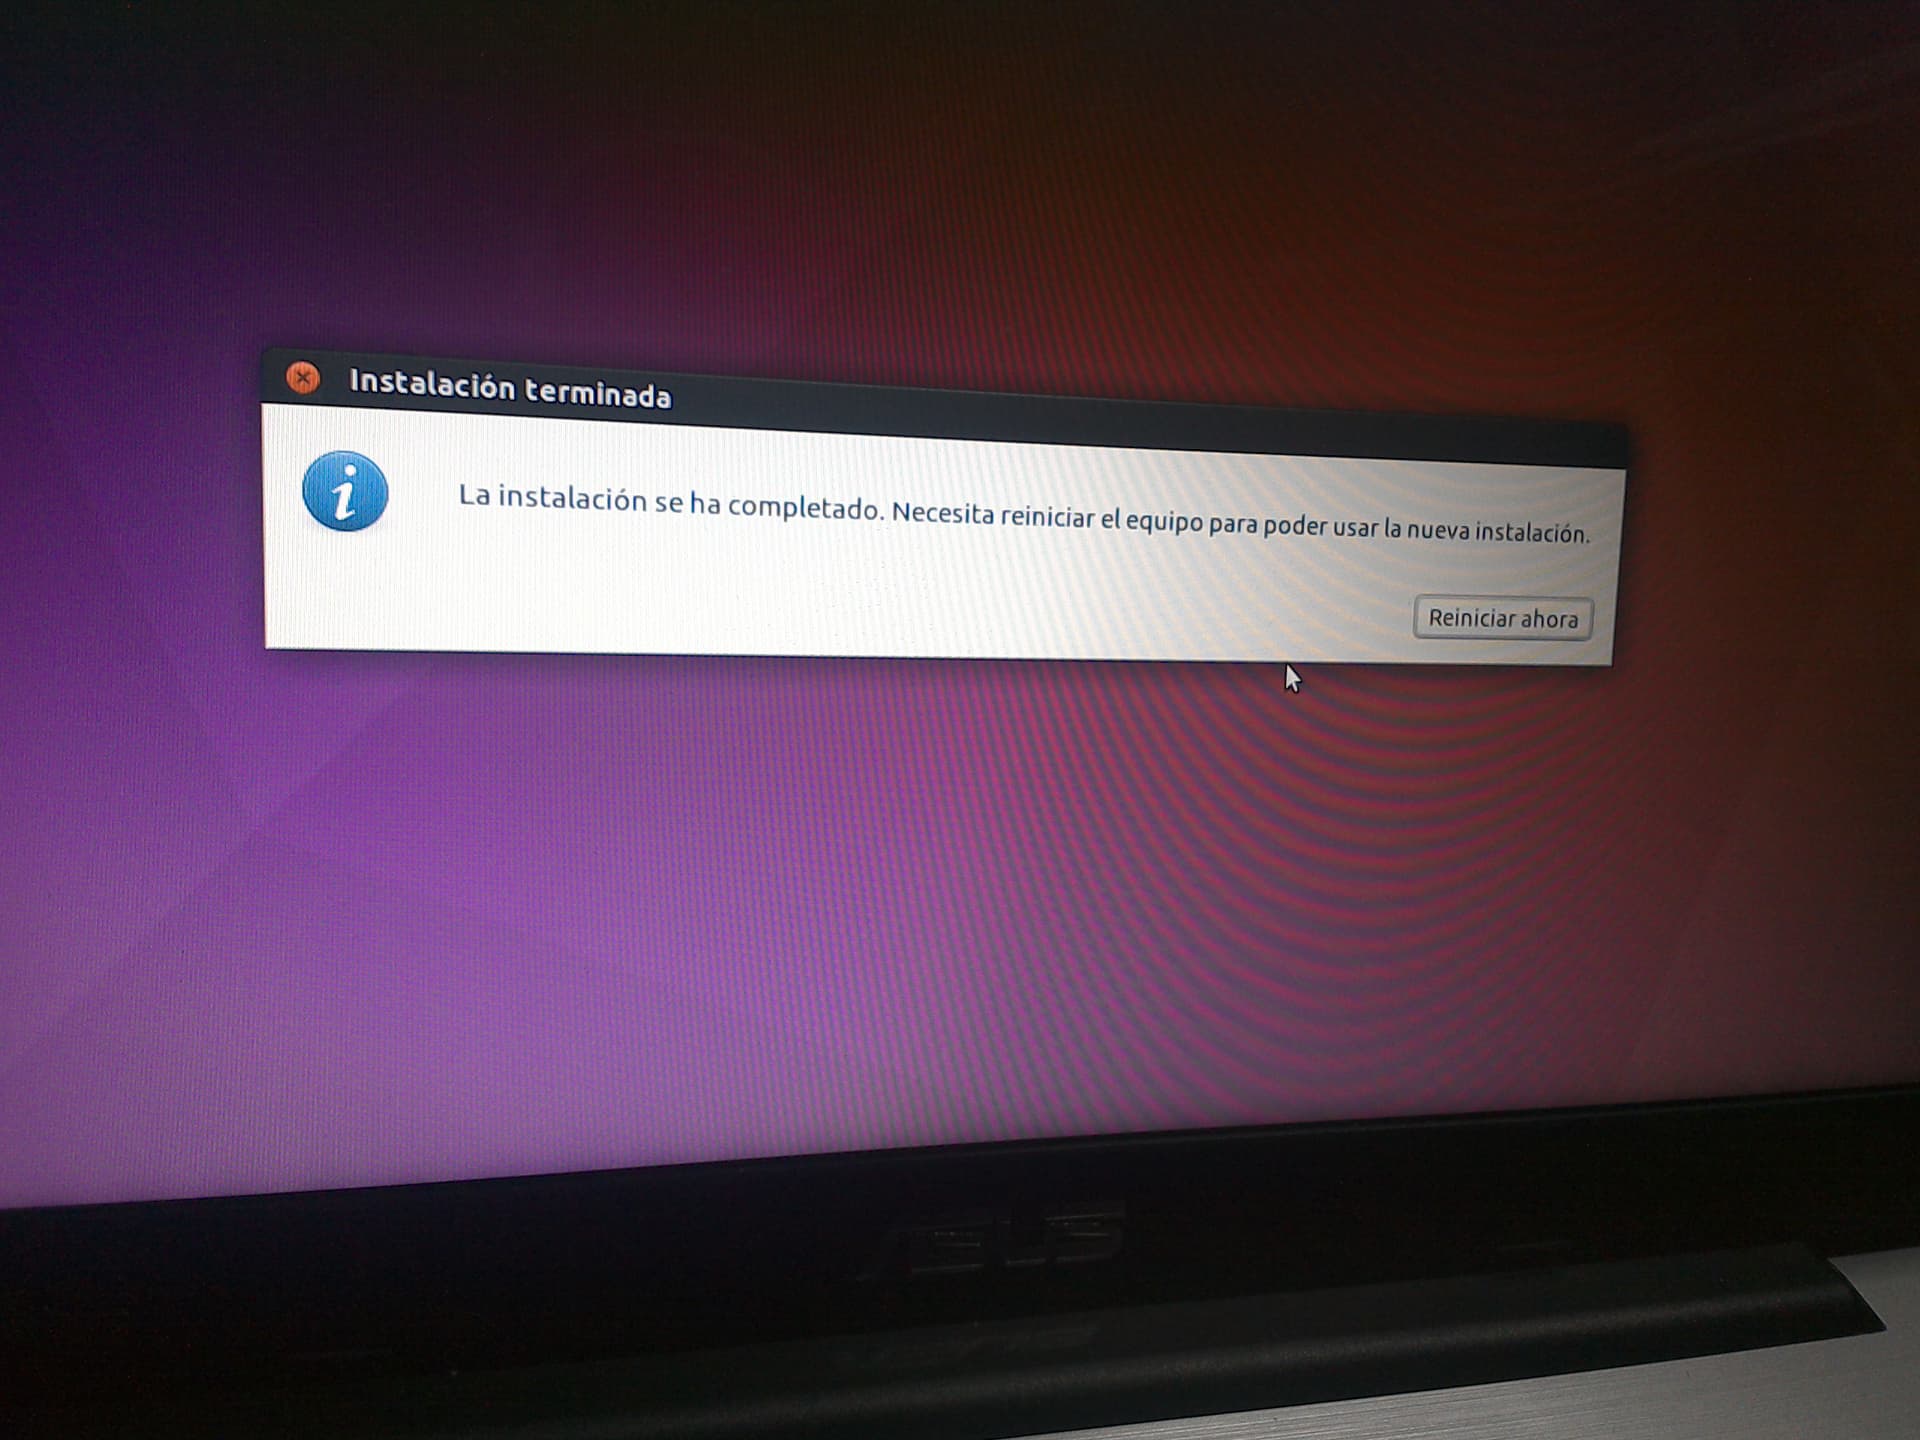 Instalación terminada
La instalación se ha completado. Necesita reiniciar el equipo para poder usar la nueva instalación.
Reiniciar ahora
ASUS